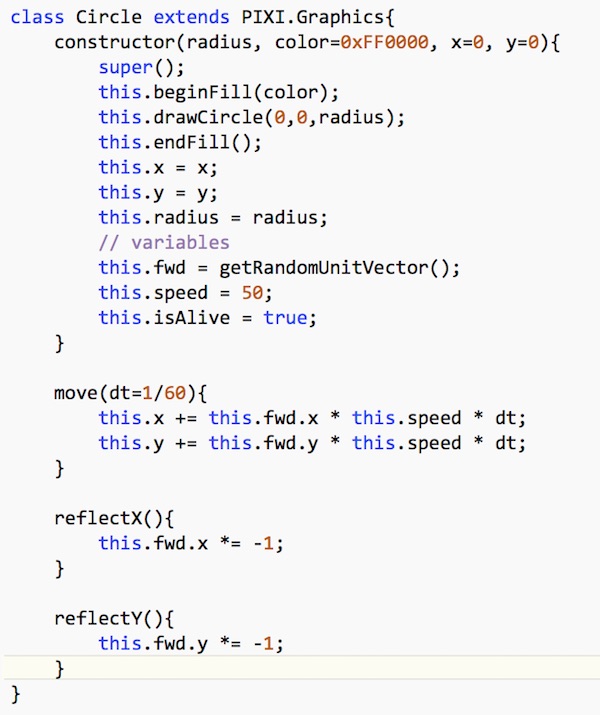 class Circle extends PIXI.Graphics{
    constructor(radius, color=0xFF0000, x=0, y=0){
        super();
        this.beginFill(color);
        this.drawCircle(0,0,radius);
        this.endFill();
        this.x = x;
        this.y = y;
        this.radius = radius;
        // variables
        this.fwd = getRandomUnitVector();
        this.speed = 50;
        this.isAlive = true;
    }

    move(dt=1/60){
        this.x += this.fwd.x * this.speed * dt;
        this.y += this.fwd.y * this.speed * dt;
    }

    reflectX(){
        this.fwd.x *= -1;
    }

    reflectY(){
        this.fwd.y *= -1;
    }
}